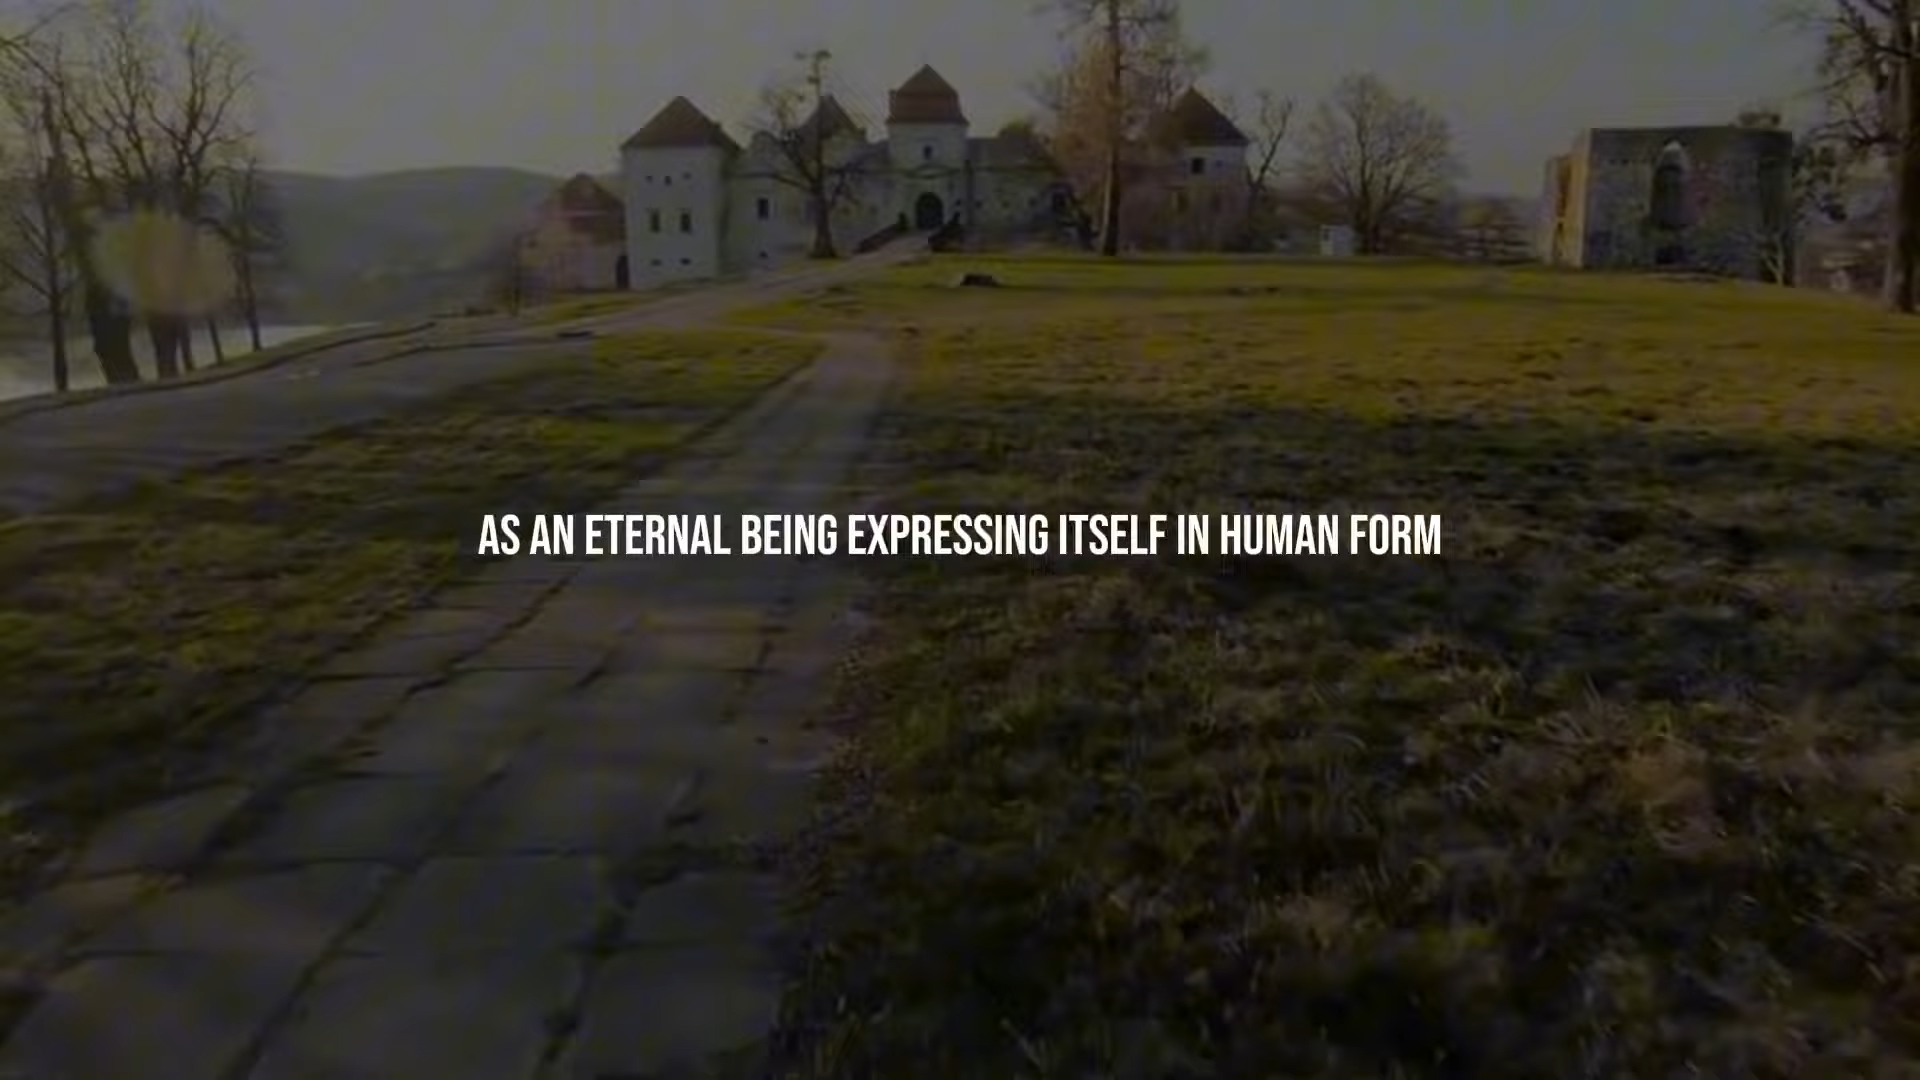 AS AN ETERNAL BEING EXPRESSING ITSELF IN HUMAN FORM